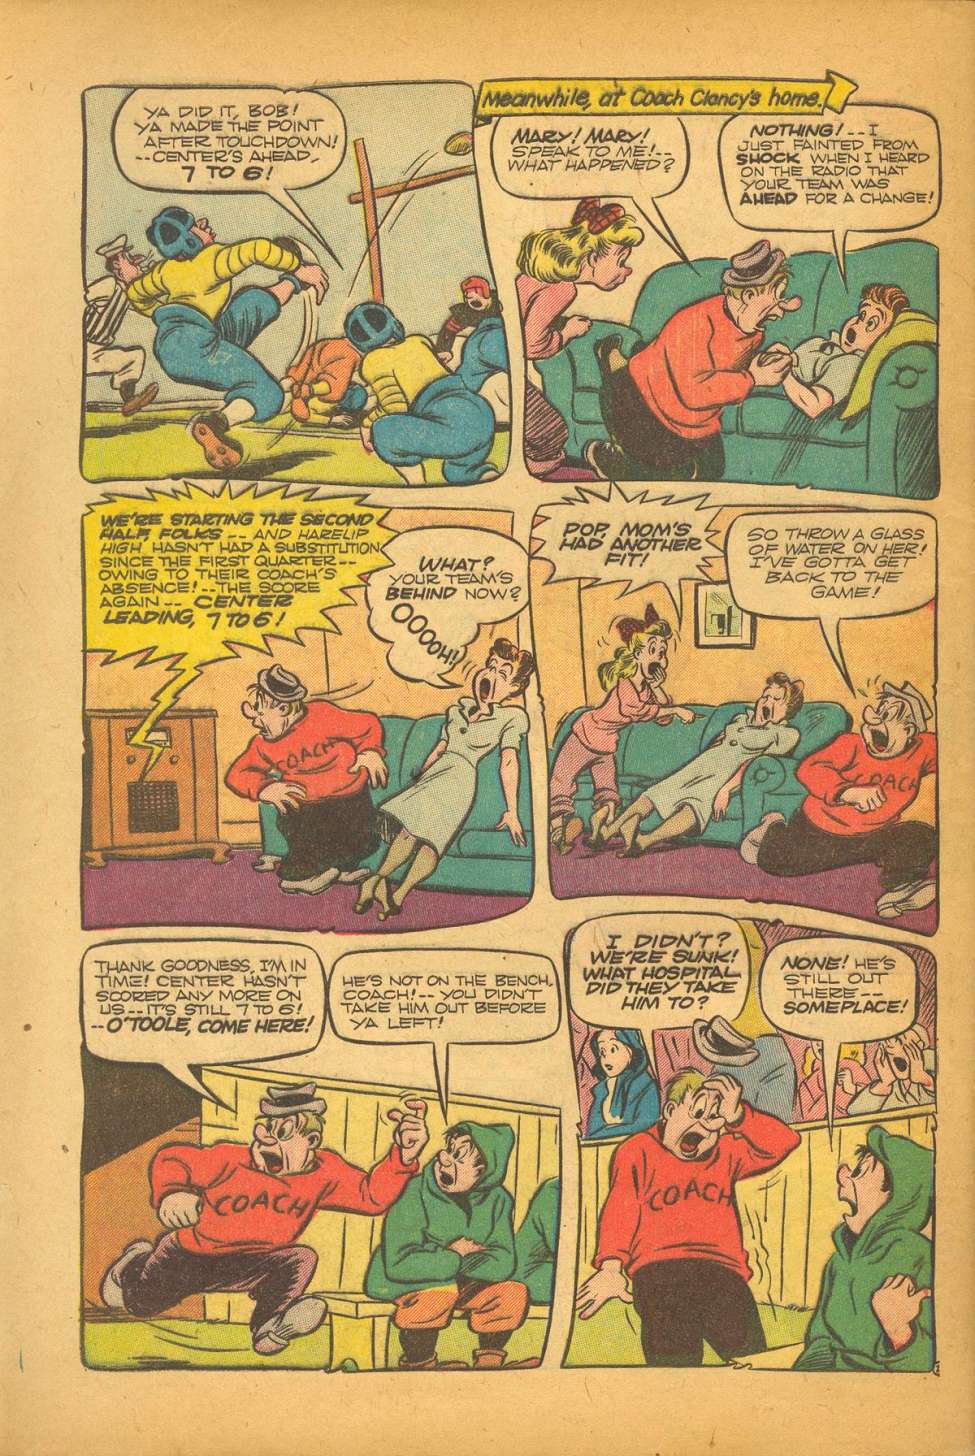 YA DID IT, BOB!
YA MADE THE POINT
AFTER TOUCHDOWN!
--CENTER'S AHEAD,
7 TO 6!
Meanwhile, at Coach Clancy's home.
MARY! MARY!
SPEAK TO ME!--
WHAT HAPPENED?
NOTHING!--I
JUST FAINTED FROM
SHOCK WHEN I HEARD
ON THE RADIO THAT
YOUR TEAM WAS
AHEAD FOR A CHANGE!
WE'RE STARTING THE SECOND
HALF, FOLKS -- AND HARELIP
HIGH HASN'T HAD A SUBSTITUTION
SINCE THE FIRST QUARTER--
OWING TO THEIR COACH'S
ABSENCE!--THE SCORE
AGAIN -- CENTER
LEADING, 7 TO 6!
WHAT?
YOUR TEAM'S
BEHIND NOW?
OOOOOH!
COACH
POP, MOM'S
HAD ANOTHER
FIT!
SO THROW A GLASS
OF WATER ON HER!
I'VE GOTTA GET
BACK TO THE
GAME!
COACH
THANK GOODNESS, I'M IN
TIME! CENTER HASN'T
SCORED ANY MORE ON
US--IT'S STILL 7 TO 6!
--O'TOOLE, COME HERE!
HE'S NOT ON THE BENCH,
COACH!--YOU DIDN'T
TAKE HIM OUT BEFORE
YA LEFT!
COACH
I DIDN'T?
WE'RE SUNK!
WHAT HOSPITAL
DID THEY TAKE
HIM TO?
NONE! HE'S
STILL OUT
THERE--
SOMEPLACE!
COACH